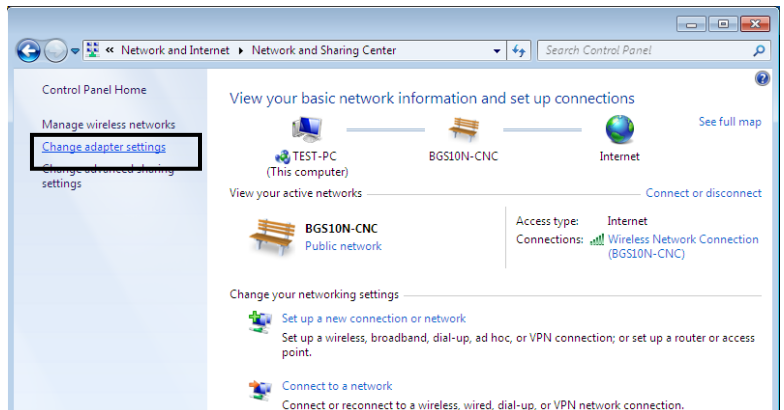 « Network and Internet ▸ Network and Sharing Center
Search Control Panel
Control Panel Home
Manage wireless networks
Change adapter settings
Change advanced sharing
settings
View your basic network information and set up connections
See full map
TEST-PC
(This computer)
BGS10N-CNC
Internet
View your active networks
Connect or disconnect
BGS10N-CNC
Public network
Access type: Internet
Connections: Wireless Network Connection
(BGS10N-CNC)
Change your networking settings
Set up a new connection or network
Set up a wireless, broadband, dial-up, ad hoc, or VPN connection; or set up a router or access
point.
Connect to a network
Connect or reconnect to a wireless, wired, dial-up, or VPN network connection.